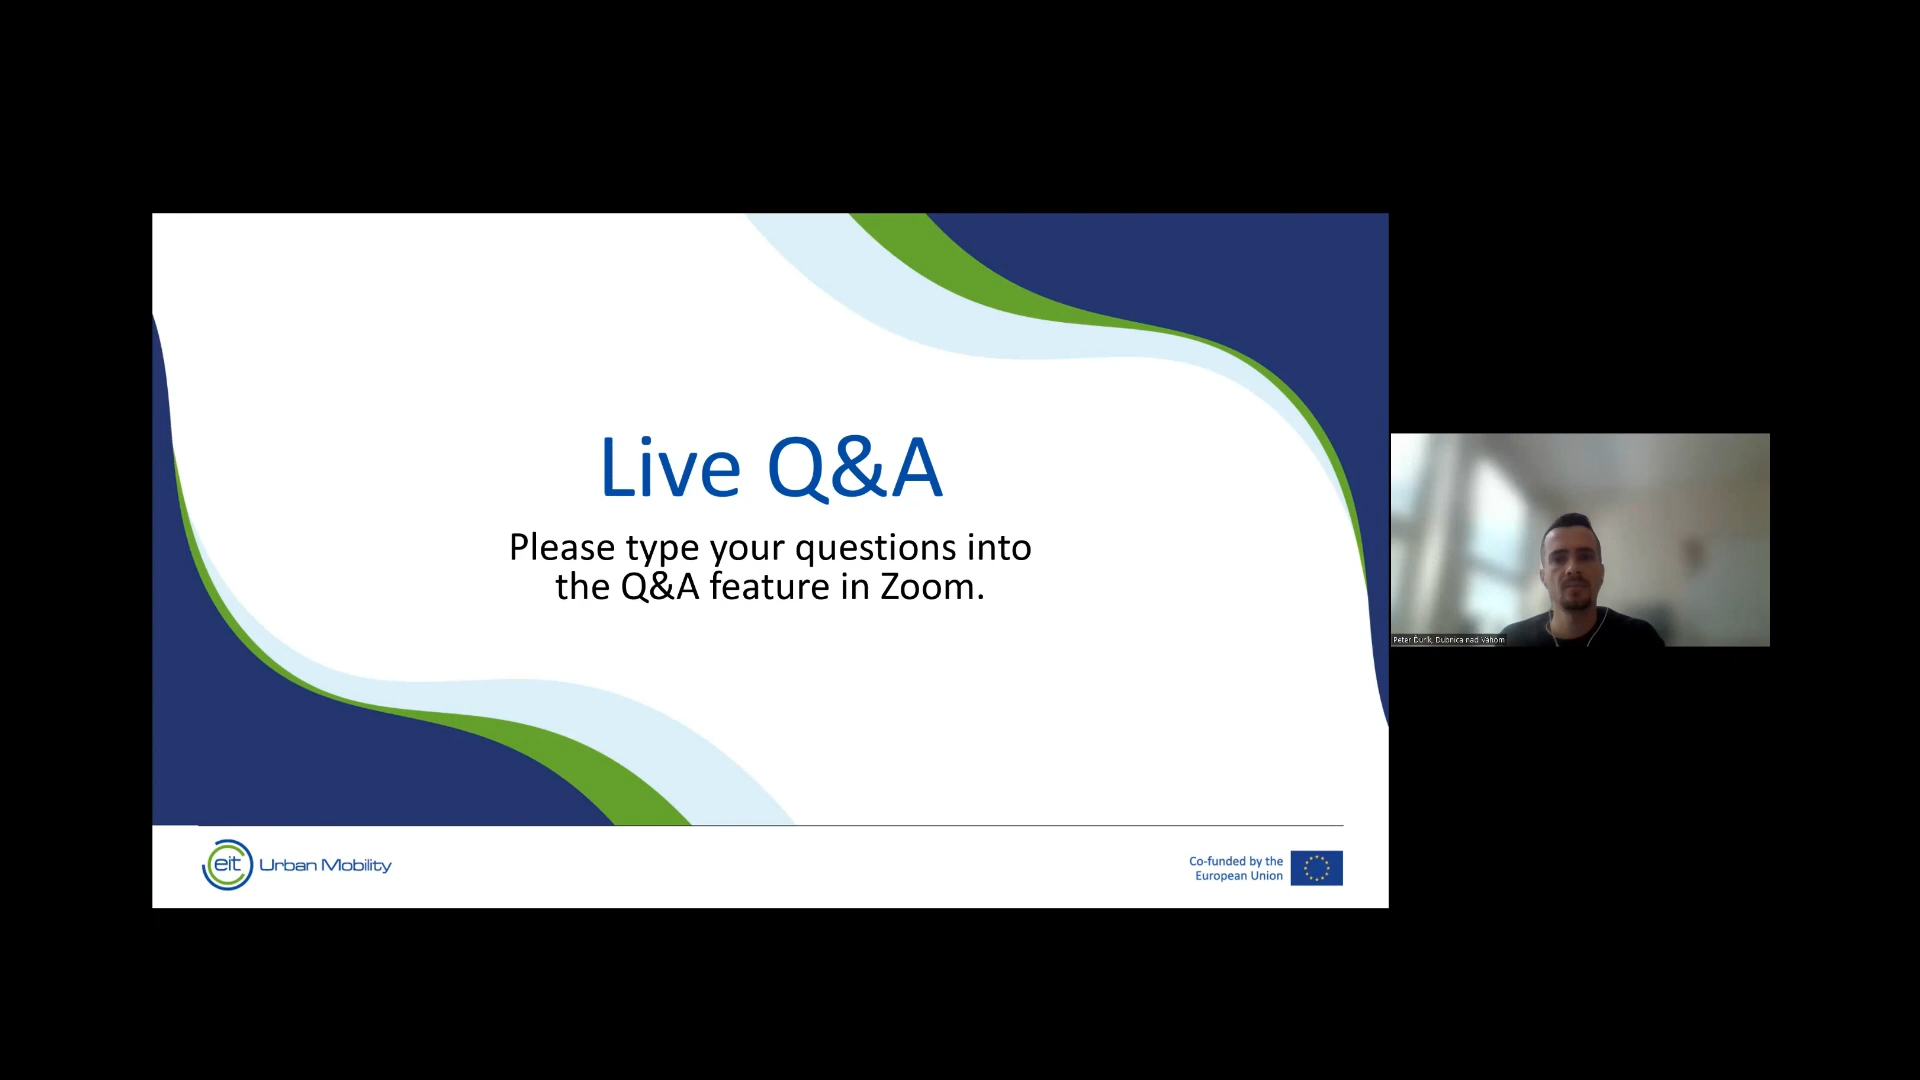 Live Q&A
Please type your questions into
the Q&A feature in Zoom.
Peter Ďurík, Dubnica nad Váhom
eit Urban Mobility
Co-funded by the
European Union